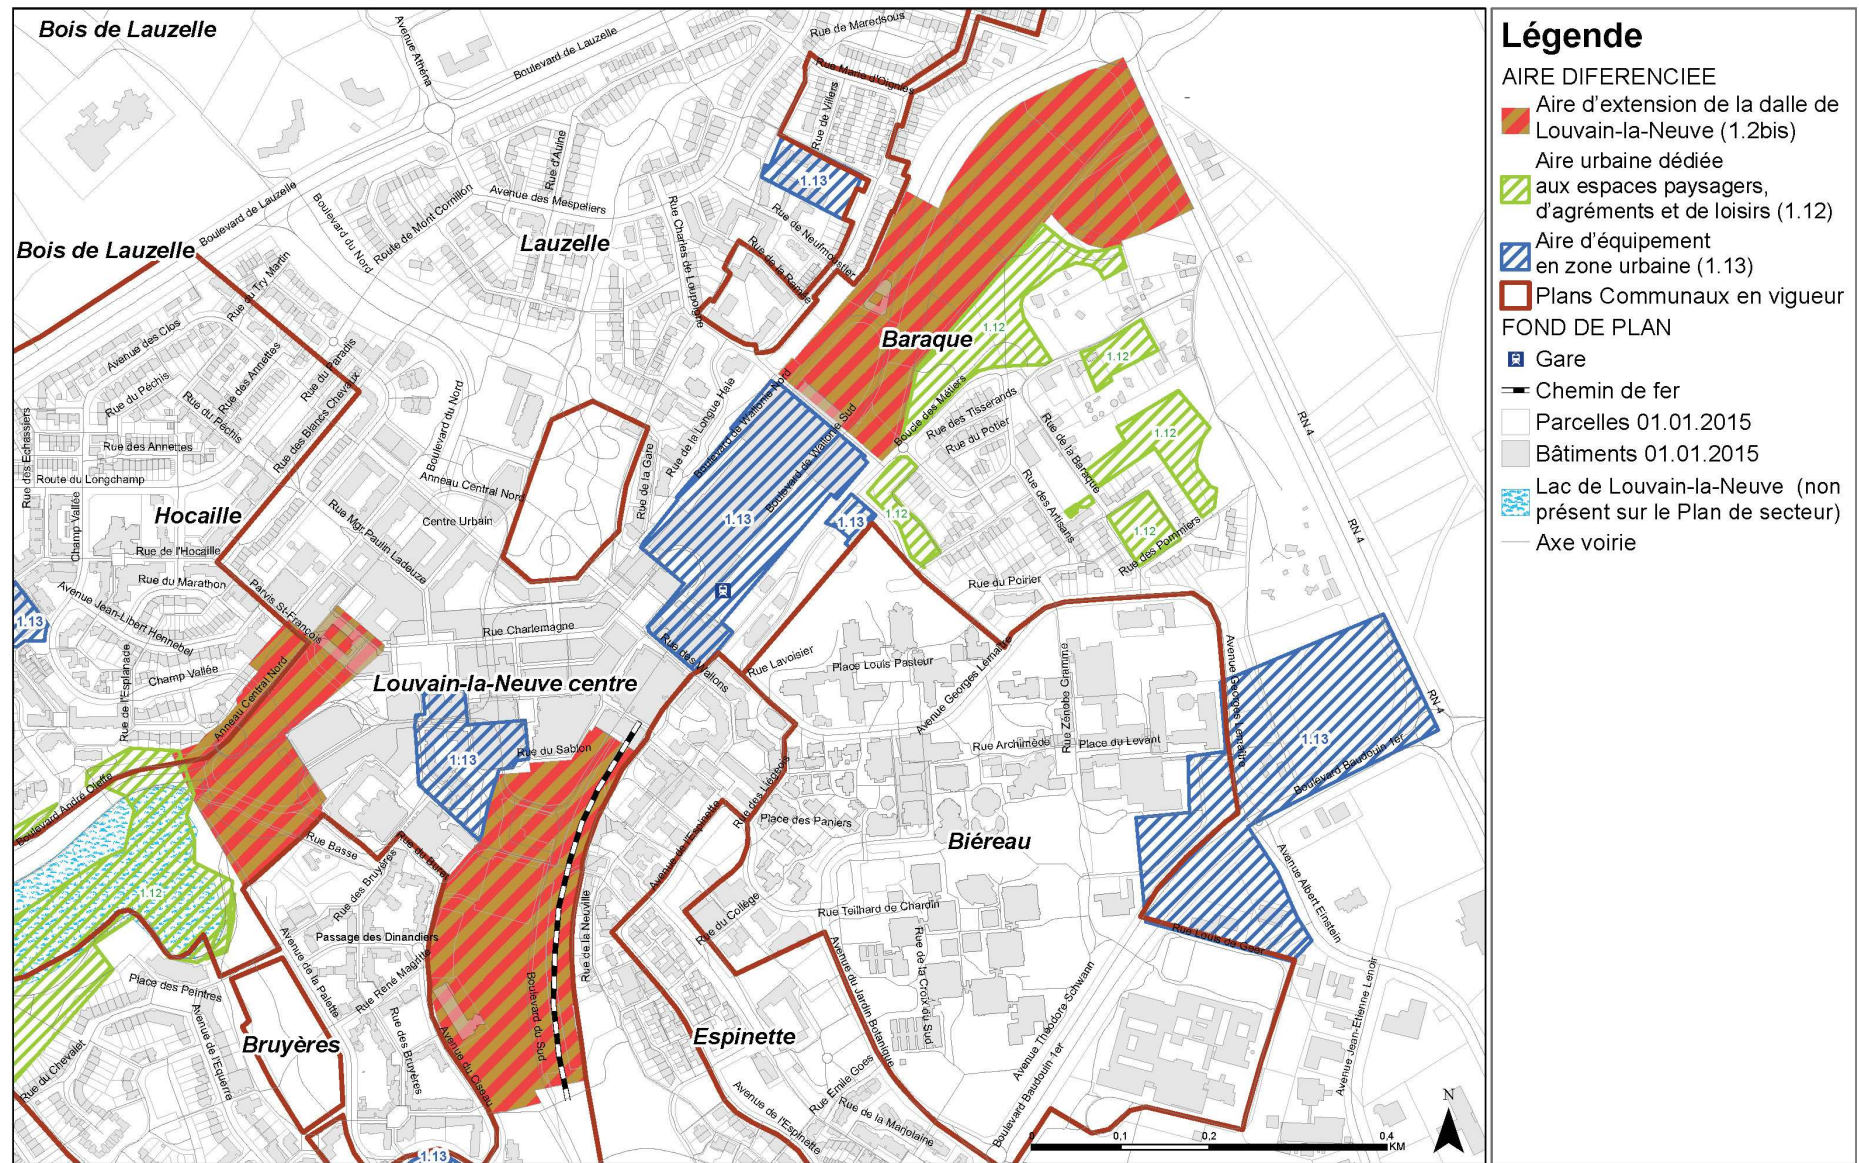 Bois de Lauzelle
Avenue Athéna
Boulevard de Lauzelle
Rue de Maredsous
Rue Marie d'Oignies
Rue de Villers
Rue d'Aulne
1.13
Avenue des Mespeliers
Boulevard de Lauzelle
Boulevard du Nord
Route de Mont Cornillon
Rue Charles de Loupoigne
Rue de Neufmoustier
Rue de la Ramée
Lauzelle
Bois de Lauzelle
Rue du Try Martin
Avenue des Clos
Rue des Annettes
Rue du Paradis
Rue du Péchis
Rue du Péchis
Rue des Blancs Chevaux
Rue des Annettes
Rue des Echassiers
Route du Longchamp
Champ Vallée
Boulevard du Nord
Anneau Central Nord
Centre Urbain
Rue de la Gare
Rue de la Longue Haie
Boulevard de Wallonie Nord
Boulevard de Wallonie Sud
Baraque
1.12
1.12
1.12
1.12
1.12
Boucle des Métiers
Rue des Tisserands
Rue du Potier
Rue de la Baraque
Rue des Artisans
Rue des Pommiers
Rue du Poirier
RN 4
RN 4
RN 4
1.13
1.13
Hocaille
Rue de l'Hocaille
Rue du Marathon
Rue Mgr.Paulin Ladeuze
Parvis St-François
Avenue Jean-Libert Hennebel
1.13
Champ Vallée
Rue de l'Esplanade
Anneau Central Nord
Rue Charlemagne
Rue des Wallons
Rue Lavoisier
Place Louis Pasteur
Avenue Georges Lemaître
Rue Zénobe Gramme
Avenue Georges Lemaître
Louvain-la-Neuve centre
1.13
Rue du Sablon
Rue Archimède
Place du Levant
1.13
Boulevard Baudouin 1er
Boulevard André Oleffe
Rue Basse
Rue du Buret
Rue des Bruyères
Rue des Liégeois
Avenue de l'Espinette
Place des Paniers
Biéreau
Avenue Albert Einstein
1.12
Passage des Dinandiers
Rue René Magritte
Avenue de la Palette
Rue de la Neuville
Rue du Collège
Rue Teilhard de Chardin
Rue de la Croix du Sud
Avenue du Jardin Botanique
Rue Louis de Geer
Place des Peintres
Avenue de l'Equerre
Rue du Chevalet
Bruyères
Rue des Bruyères
Avenue du Ciseau
Boulevard du Sud
Espinette
Avenue Théodore Schwann
Boulevard Baudouin 1er
Avenue Jean-Etienne Lenoir
Rue Emile Goes
Rue de la Marjolaine
Avenue de l'Espinette
1.13
0 0,1 0,2 0,4
KM
N
Légende
AIRE DIFERENCIEE
Aire d'extension de la dalle de
Louvain-la-Neuve (1.2bis)
Aire urbaine dédiée
aux espaces paysagers,
d'agréments et de loisirs (1.12)
Aire d'équipement
en zone urbaine (1.13)
Plans Communaux en vigueur
FOND DE PLAN
Gare
Chemin de fer
Parcelles 01.01.2015
Bâtiments 01.01.2015
Lac de Louvain-la-Neuve (non
présent sur le Plan de secteur)
Axe voirie